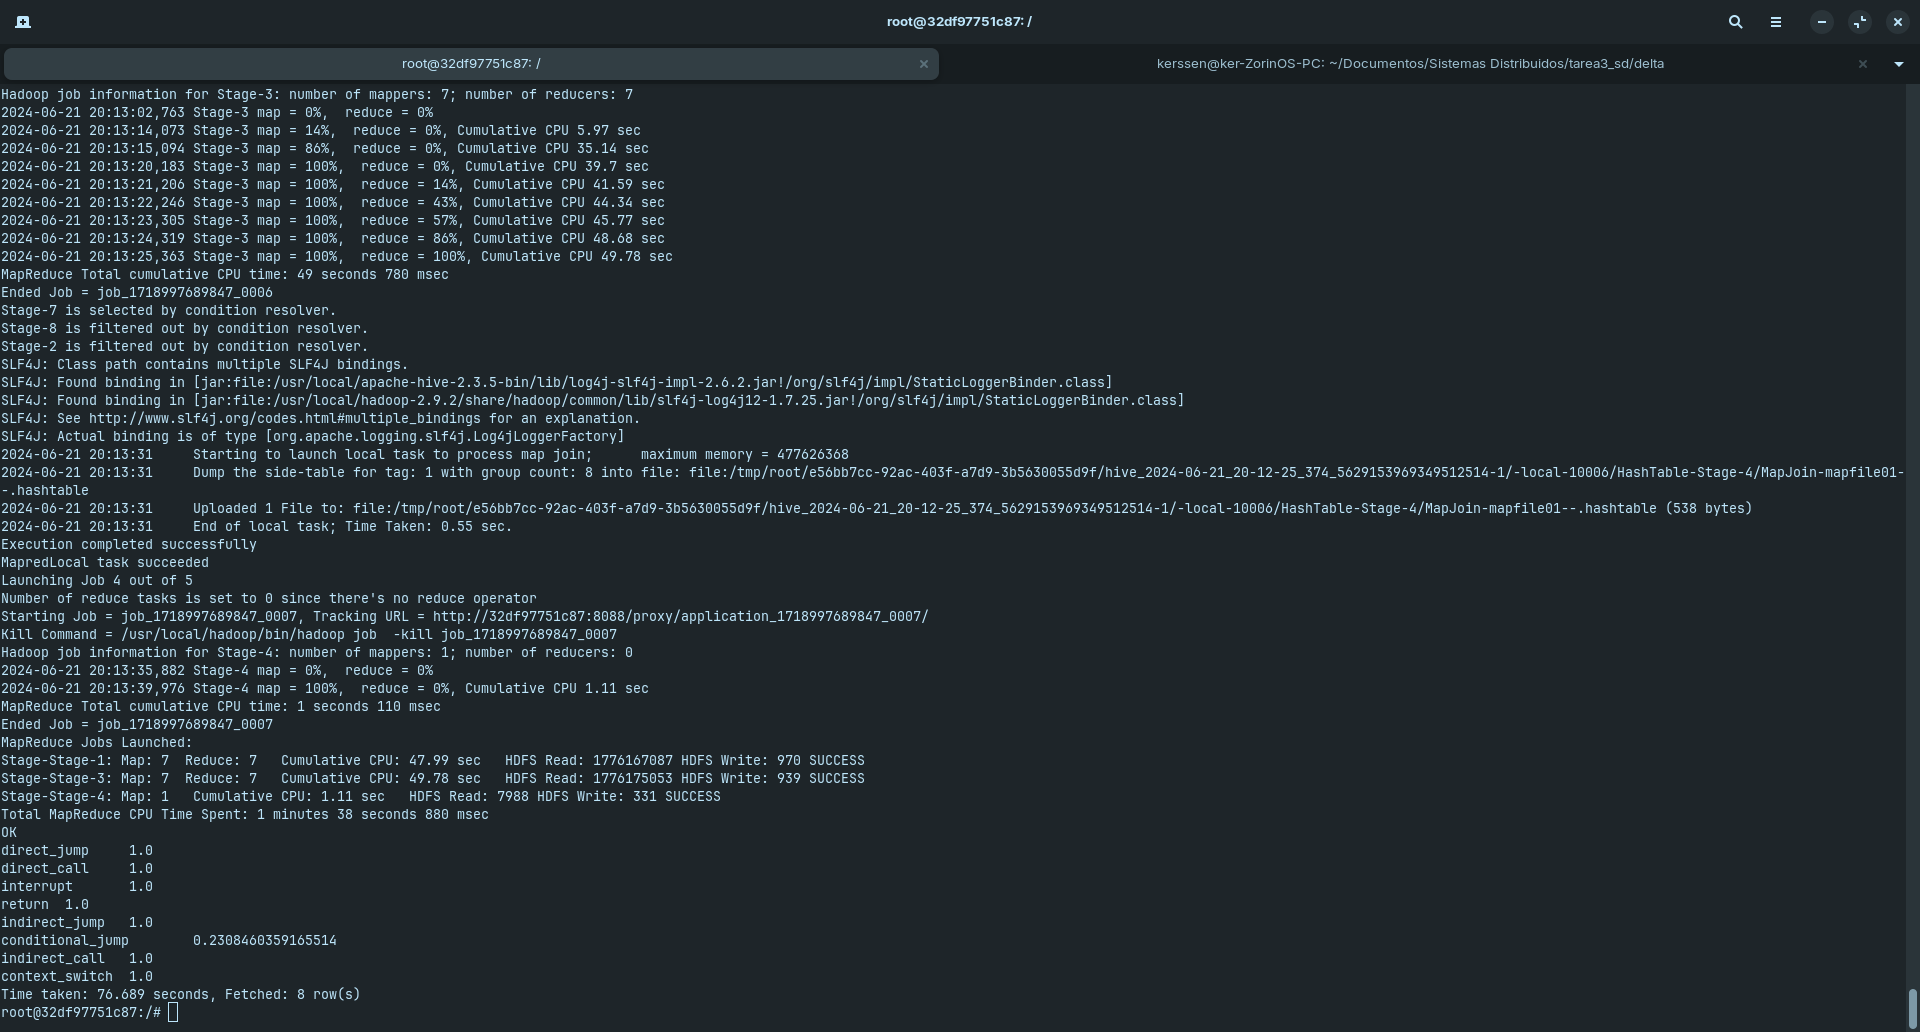 root@32df97751c87: /
root@32df97751c87: /
kerssen@ker-ZorinOS-PC: ~/Documentos/Sistemas Distribuidos/tarea3_sd/delta
Hadoop job information for Stage-3: number of mappers: 7; number of reducers: 7
2024-06-21 20:13:02,763 Stage-3 map = 0%,  reduce = 0%
2024-06-21 20:13:14,073 Stage-3 map = 14%,  reduce = 0%, Cumulative CPU 5.97 sec
2024-06-21 20:13:15,094 Stage-3 map = 86%,  reduce = 0%, Cumulative CPU 35.14 sec
2024-06-21 20:13:20,183 Stage-3 map = 100%,  reduce = 0%, Cumulative CPU 39.7 sec
2024-06-21 20:13:21,206 Stage-3 map = 100%,  reduce = 14%, Cumulative CPU 41.59 sec
2024-06-21 20:13:22,246 Stage-3 map = 100%,  reduce = 43%, Cumulative CPU 44.34 sec
2024-06-21 20:13:23,305 Stage-3 map = 100%,  reduce = 57%, Cumulative CPU 45.77 sec
2024-06-21 20:13:24,319 Stage-3 map = 100%,  reduce = 86%, Cumulative CPU 48.68 sec
2024-06-21 20:13:25,363 Stage-3 map = 100%,  reduce = 100%, Cumulative CPU 49.78 sec
MapReduce Total cumulative CPU time: 49 seconds 780 msec
Ended Job = job_1718997689847_0006
Stage-7 is selected by condition resolver.
Stage-8 is filtered out by condition resolver.
Stage-2 is filtered out by condition resolver.
SLF4J: Class path contains multiple SLF4J bindings.
SLF4J: Found binding in [jar:file:/usr/local/apache-hive-2.3.5-bin/lib/log4j-slf4j-impl-2.6.2.jar!/org/slf4j/impl/StaticLoggerBinder.class]
SLF4J: Found binding in [jar:file:/usr/local/hadoop-2.9.2/share/hadoop/common/lib/slf4j-log4j12-1.7.25.jar!/org/slf4j/impl/StaticLoggerBinder.class]
SLF4J: See http://www.slf4j.org/codes.html#multiple_bindings for an explanation.
SLF4J: Actual binding is of type [org.apache.logging.slf4j.Log4jLoggerFactory]
2024-06-21 20:13:31     Starting to launch local task to process map join;      maximum memory = 477626368
2024-06-21 20:13:31     Dump the side-table for tag: 1 with group count: 8 into file: file:/tmp/root/e56bb7cc-92ac-403f-a7d9-3b5630055d9f/hive_2024-06-21_20-12-25_374_5629153969349512514-1/-local-10006/HashTable-Stage-4/MapJoin-mapfile01-
-.hashtable
2024-06-21 20:13:31     Uploaded 1 File to: file:/tmp/root/e56bb7cc-92ac-403f-a7d9-3b5630055d9f/hive_2024-06-21_20-12-25_374_5629153969349512514-1/-local-10006/HashTable-Stage-4/MapJoin-mapfile01--.hashtable (538 bytes)
2024-06-21 20:13:31     End of local task; Time Taken: 0.55 sec.
Execution completed successfully
MapredLocal task succeeded
Launching Job 4 out of 5
Number of reduce tasks is set to 0 since there's no reduce operator
Starting Job = job_1718997689847_0007, Tracking URL = http://32df97751c87:8088/proxy/application_1718997689847_0007/
Kill Command = /usr/local/hadoop/bin/hadoop job  -kill job_1718997689847_0007
Hadoop job information for Stage-4: number of mappers: 1; number of reducers: 0
2024-06-21 20:13:35,882 Stage-4 map = 0%,  reduce = 0%
2024-06-21 20:13:39,976 Stage-4 map = 100%,  reduce = 0%, Cumulative CPU 1.11 sec
MapReduce Total cumulative CPU time: 1 seconds 110 msec
Ended Job = job_1718997689847_0007
MapReduce Jobs Launched:
Stage-Stage-1: Map: 7  Reduce: 7   Cumulative CPU: 47.99 sec   HDFS Read: 1776167087 HDFS Write: 970 SUCCESS
Stage-Stage-3: Map: 7  Reduce: 7   Cumulative CPU: 49.78 sec   HDFS Read: 1776175053 HDFS Write: 939 SUCCESS
Stage-Stage-4: Map: 1   Cumulative CPU: 1.11 sec   HDFS Read: 7988 HDFS Write: 331 SUCCESS
Total MapReduce CPU Time Spent: 1 minutes 38 seconds 880 msec
OK
direct_jump     1.0
direct_call     1.0
interrupt       1.0
return  1.0
indirect_jump   1.0
conditional_jump        0.2308460359165514
indirect_call   1.0
context_switch  1.0
Time taken: 76.689 seconds, Fetched: 8 row(s)
root@32df97751c87:/#